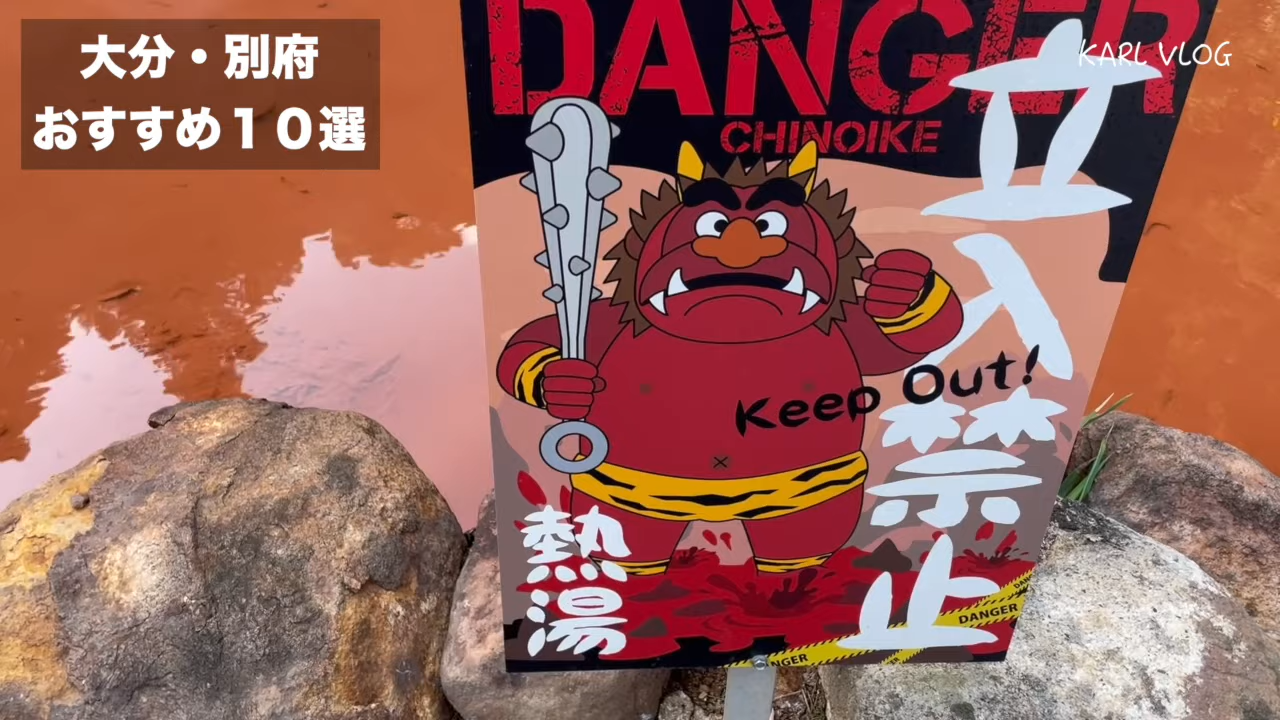 大分・別府
おすすめ１０選
KARL VLOG
DANGER
CHINOIKE
立入禁止
Keep Out!
熱湯
DANGER